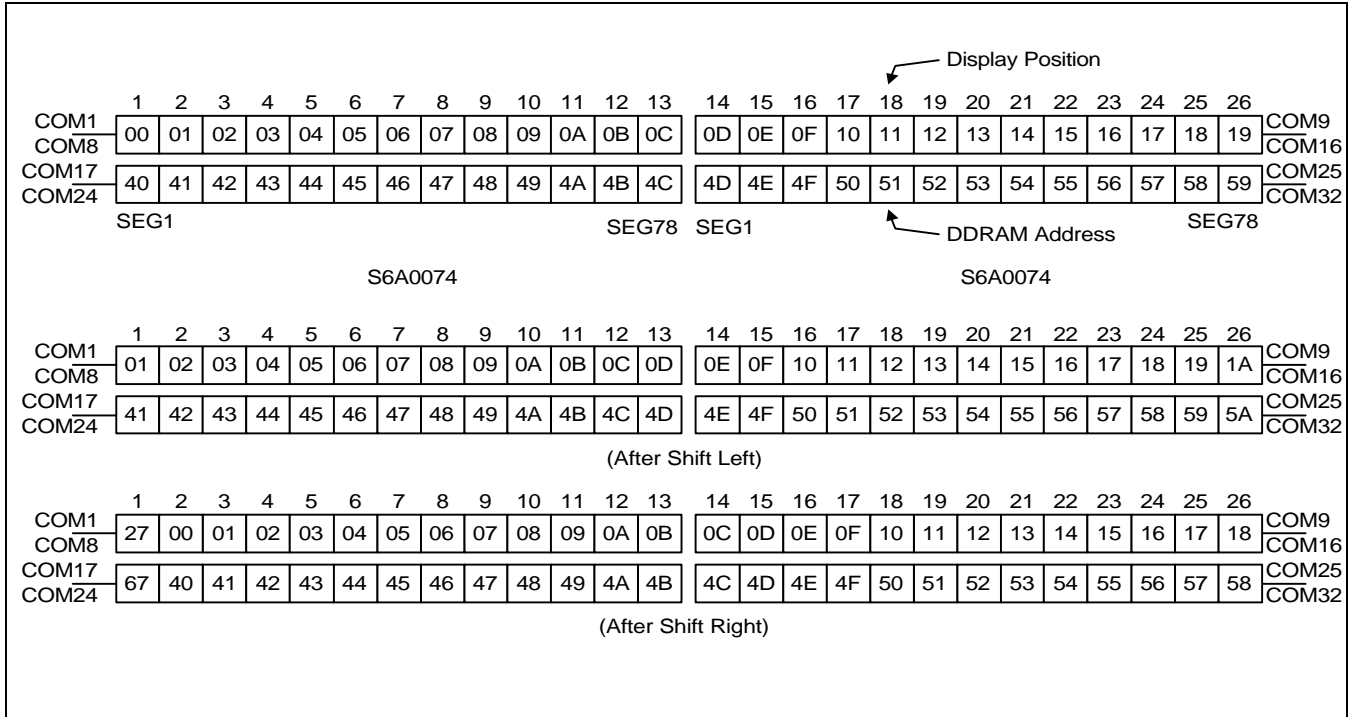 Display Position
1 2 3 4 5 6 7 8 9 10 11 12 13 14 15 16 17 18 19 20 21 22 23 24 25 26
COM1 COM9
00 01 02 03 04 05 06 07 08 09 0A 0B 0C 0D 0E 0F 10 11 12 13 14 15 16 17 18 19
COM8 COM16
COM17 COM25
40 41 42 43 44 45 46 47 48 49 4A 4B 4C 4D 4E 4F 50 51 52 53 54 55 56 57 58 59
COM24 COM32
SEG1 SEG78 SEG1 SEG78
DDRAM Address
S6A0074 S6A0074
1 2 3 4 5 6 7 8 9 10 11 12 13 14 15 16 17 18 19 20 21 22 23 24 25 26
COM1 COM9
01 02 03 04 05 06 07 08 09 0A 0B 0C 0D 0E 0F 10 11 12 13 14 15 16 17 18 19 1A
COM8 COM16
COM17 COM25
41 42 43 44 45 46 47 48 49 4A 4B 4C 4D 4E 4F 50 51 52 53 54 55 56 57 58 59 5A
COM24 COM32
(After Shift Left)
1 2 3 4 5 6 7 8 9 10 11 12 13 14 15 16 17 18 19 20 21 22 23 24 25 26
COM1 COM9
27 00 01 02 03 04 05 06 07 08 09 0A 0B 0C 0D 0E 0F 10 11 12 13 14 15 16 17 18
COM8 COM16
COM17 COM25
67 40 41 42 43 44 45 46 47 48 49 4A 4B 4C 4D 4E 4F 50 51 52 53 54 55 56 57 58
COM24 COM32
(After Shift Right)